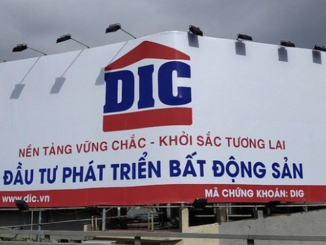 DIC
NỀN TẢNG VỮNG CHẮC - KHỞI SẮC TƯƠNG LAI
ĐẦU TƯ PHÁT TRIỂN BẤT ĐỘNG SẢN
www.dic.vn
MÃ CHỨNG KHOÁN: DIG